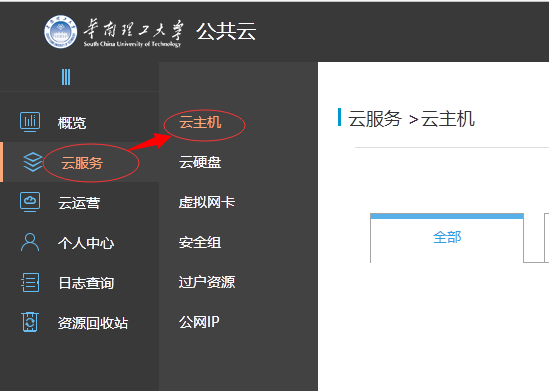 华南理工大学
South China University of Technology
公共云
概览
云服务
云运营
个人中心
日志查询
资源回收站
云主机
云硬盘
虚拟网卡
安全组
过户资源
公网IP
云服务 >云主机
全部